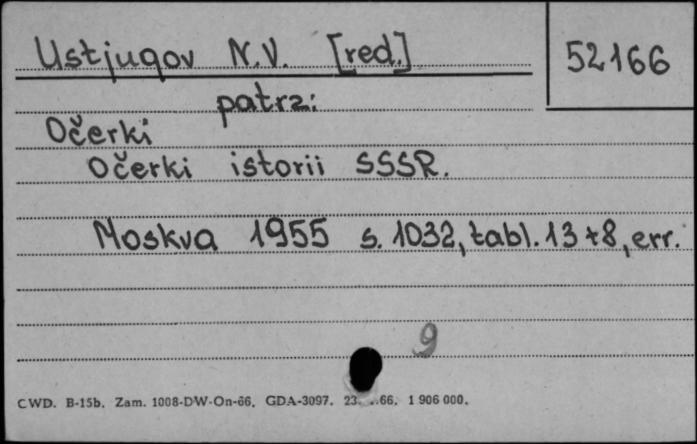 Ustjugov N.V. [red.] 52166
patrz:
Očerki
Očerki istorii SSSR.
Moskva 1955 s. 1032, tabl. 13+8, err.
9
CWD. B-15b. Zam. 1008-DW-On-66. GDA-3097. 23. .66. 1 906 000.